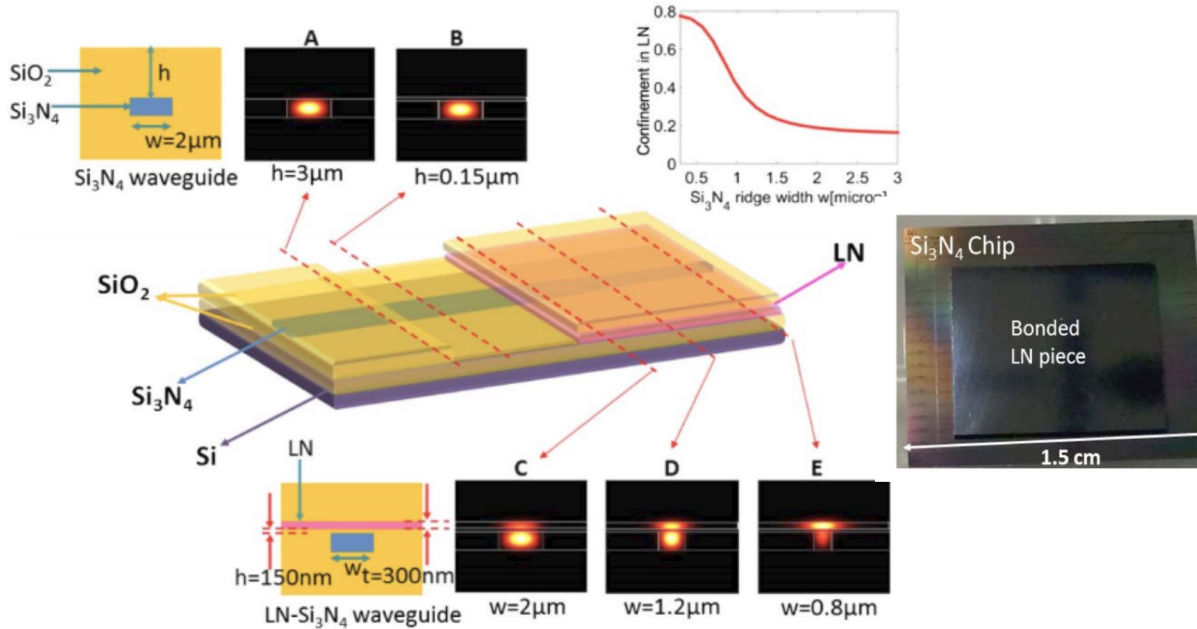 A
B
SiO2
h
Si3N4
w=2μm
Si3N4 waveguide
h=3μm
h=0.15μm
0.8
0.6
0.4
0.2
0
Confinement in LN
0.5
1
1.5
2
2.5
3
Si3N4 ridge width w[micron]
LN
SiO2
Si3N4
Si
Si3N4 Chip
Bonded
LN piece
1.5 cm
LN
C
D
E
w
h=150nm
t=300nm
LN-Si3N4 waveguide
w=2μm
w=1.2μm
w=0.8μm